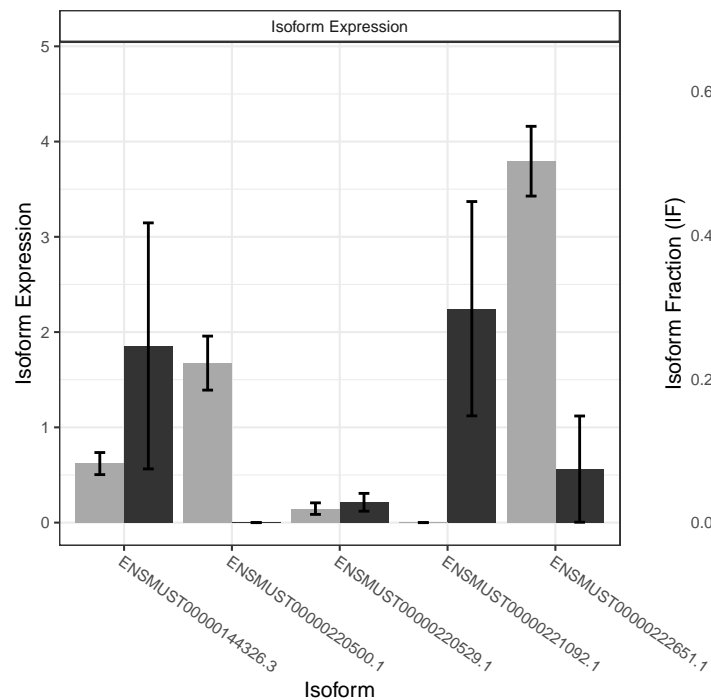 Isoform Expression
5
4
3
2
1
0
Isoform Expression
ENSMUST00000144326.3
ENSMUST00000220500.1
ENSMUST00000220529.1
ENSMUST00000221092.1
ENSMUST00000222651.1
Isoform
0.6
0.4
0.2
0.0
Isoform Fraction (IF)